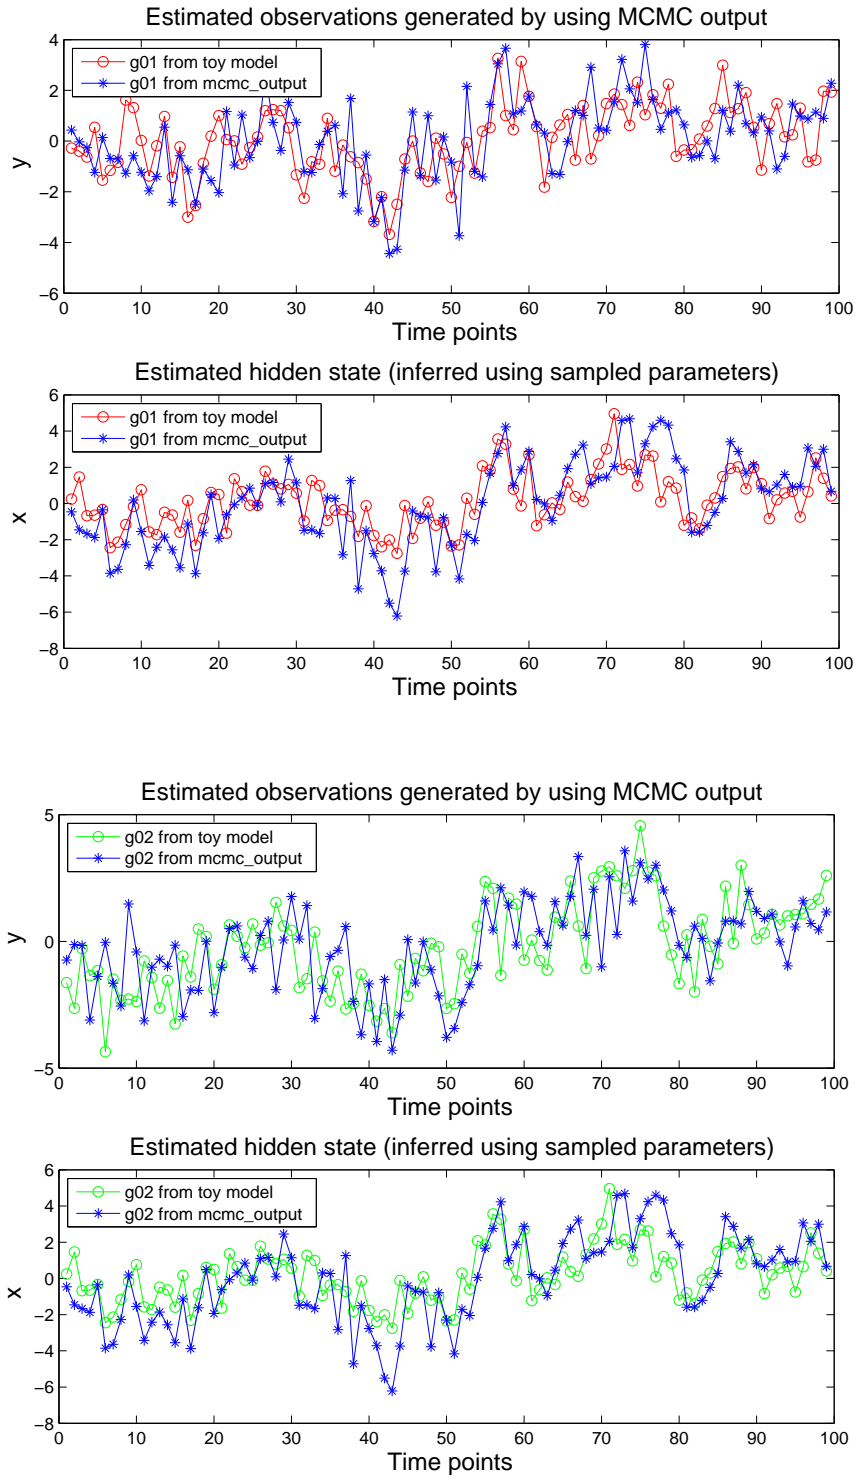 Estimated observations generated by using MCMC output
4
2
0
−2
−4
−6
y
g01 from toy model
g01 from mcmc_output
0 10 20 30 40 50 60 70 80 90 100
Time points
Estimated hidden state (inferred using sampled parameters)
6
4
2
0
−2
−4
−6
−8
x
g01 from toy model
g01 from mcmc_output
0 10 20 30 40 50 60 70 80 90 100
Time points
Estimated observations generated by using MCMC output
5
0
−5
y
g02 from toy model
g02 from mcmc_output
0 10 20 30 40 50 60 70 80 90 100
Time points
Estimated hidden state (inferred using sampled parameters)
6
4
2
0
−2
−4
−6
−8
x
g02 from toy model
g02 from mcmc_output
0 10 20 30 40 50 60 70 80 90 100
Time points